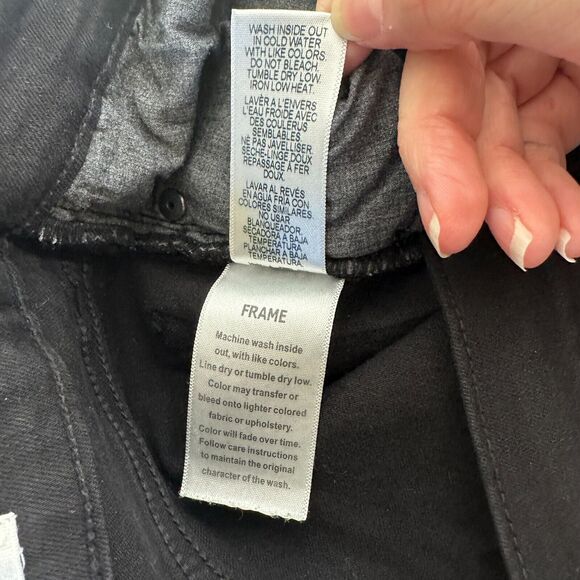 WASH INSIDE OUT
IN COLD WATER
WITH LIKE COLORS.
DO NOT BLEACH.
TUMBLE DRY LOW.
IRON LOW HEAT.
LAVÉR A L'ENVERS
L'EAU FROIDE AVEC
DES COULERUS
SEMBLABLES.
NE PAS JAVELLISER.
SECHE-LINGE DOUX
REPASSAGE À FER
DOUX.
LAVAR AL REVÉS
EN AGUA FRIA CON
COLORES SIMILARES.
NO USAR
BLANQUEADOR.
SECADORA A BAJA
TEMPERATURA
PLANCHAR A BAJA
TEMPERATURA.
FRAME
Machine wash inside
out, with like colors.
Line dry or tumble dry low.
Color may transfer or
bleed onto lighter colored
fabric or upholstery.
Color will fade over time.
Follow care instructions
to maintain the original
character of the wash.